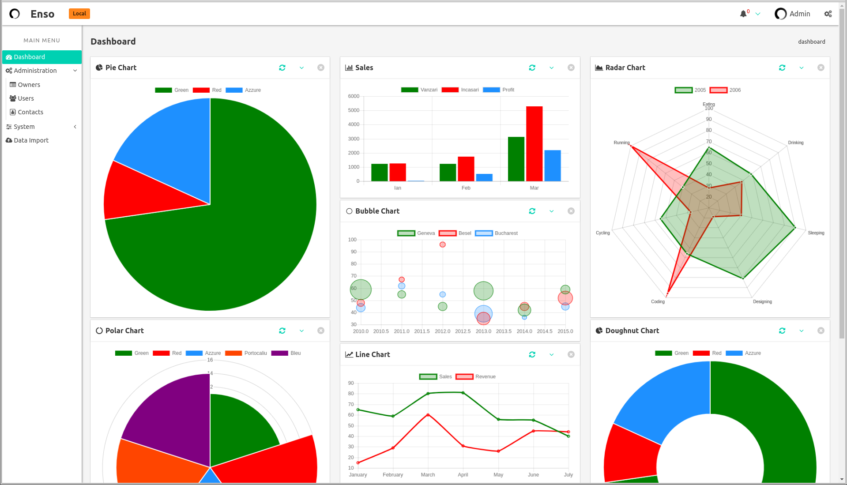 Enso
Local
0
Admin
MAIN MENU
Dashboard
Administration
Owners
Users
Contacts
System
Data Import
Dashboard
dashboard
Pie Chart
Green Red Azzure
Sales
Vanzari Incasari Profit
6000
5000
4000
3000
2000
1000
0
Ian Feb Mar
Radar Chart
2005 2006
Eating
Drinking
Sleeping
Designing
Coding
Cycling
Running
100
90
80
70
60
50
40
30
20
Bubble Chart
Geneva Basel Bucharest
100
90
80
70
60
50
40
30
2010.0 2010.5 2011.0 2011.5 2012.0 2012.5 2013.0 2013.5 2014.0 2014.5 2015.0
Polar Chart
Green Red Azzure Portocaliu Bleu
16
14
12
Line Chart
Sales Revenue
90
80
70
60
50
40
30
20
10
January February March April May June July
Doughnut Chart
Green Red Azzure